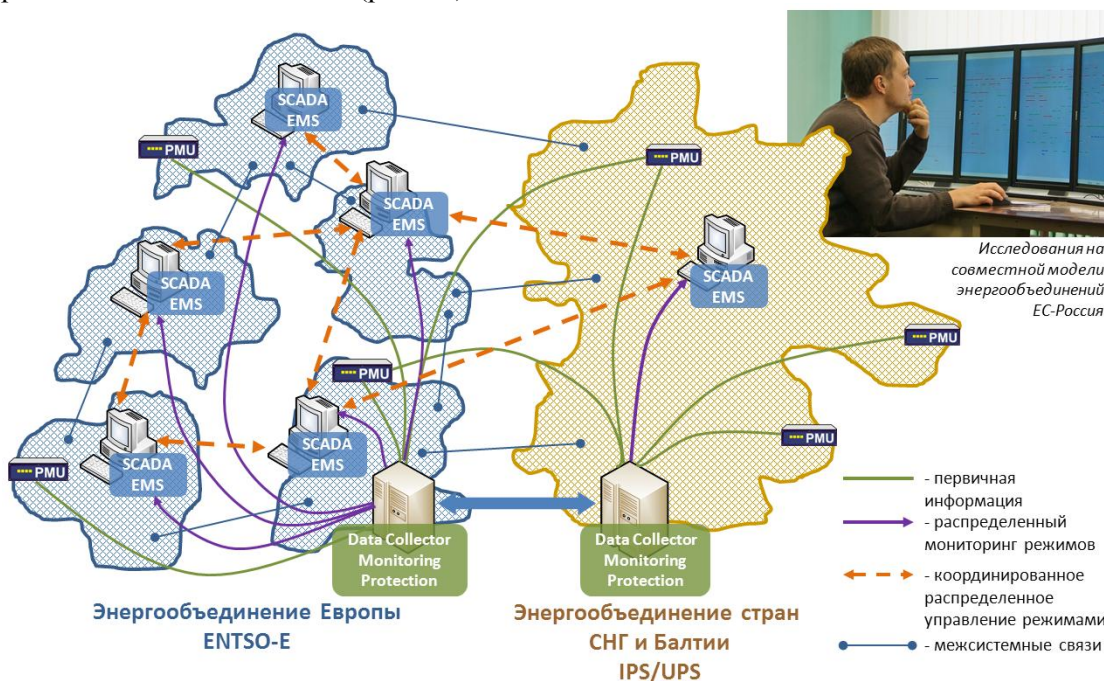 SCADA
EMS
PMU
SCADA
EMS
PMU
SCADA
EMS
SCADA
EMS
PMU
PMU
SCADA
EMS
SCADA
EMS
PMU
PMU
Data Collector
Monitoring
Protection
Data Collector
Monitoring
Protection
Энергообъединение Европы
ENTSO-E
Энергообъединение стран
СНГ и Балтии
IPS/UPS
Исследования на
совместной модели
энергообъединений
ЕС-Россия
- первичная
информация
- распределенный
мониторинг режимов
- координированное
распределенное
управление режимами
- межсистемные связи